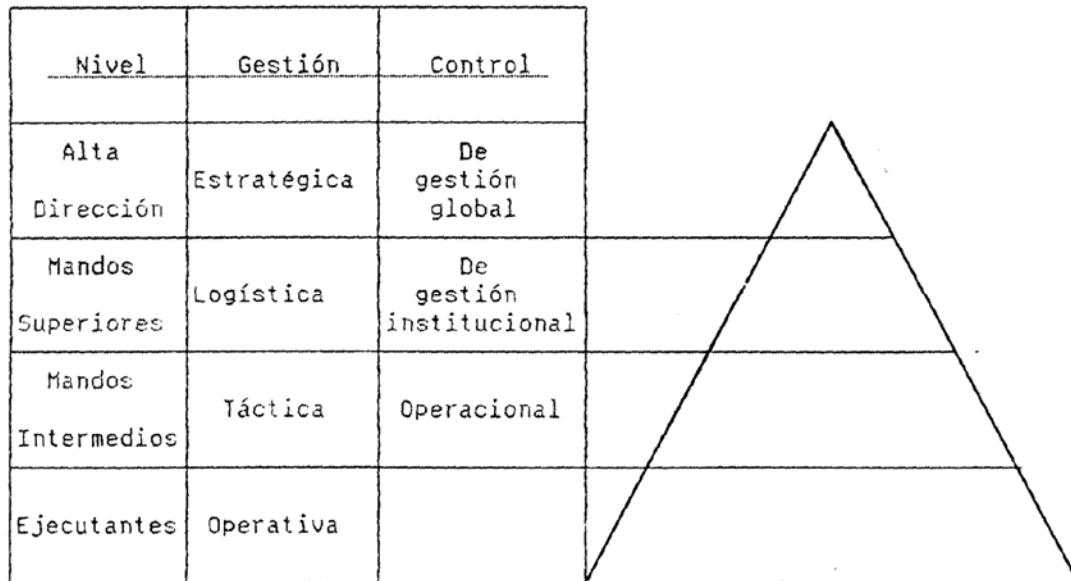 Nivel Gestión Control
Alta
Dirección
Estratégica
De
gestión
global
Mandos
Superiores
Logística
De
gestión
institucional
Mandos
Intermedios
Táctica
Operacional
Ejecutantes
Operativa